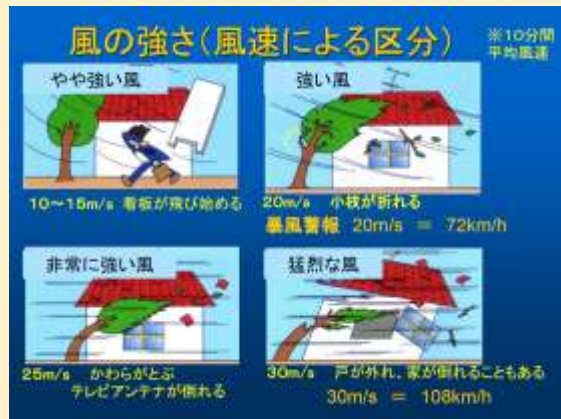 風の強さ(風速による区分)
※10分間
平均風速
やや強い風
強い風
10～15m/s 看板が飛び始める
20m/s 小枝が折れる
暴風警報 20m/s ＝ 72km/h
非常に強い風
猛烈な風
25m/s かわらがとぶ
テレビアンテナが倒れる
30m/s 戸が外れ、家が倒れることもある
30m/s ＝ 108km/h